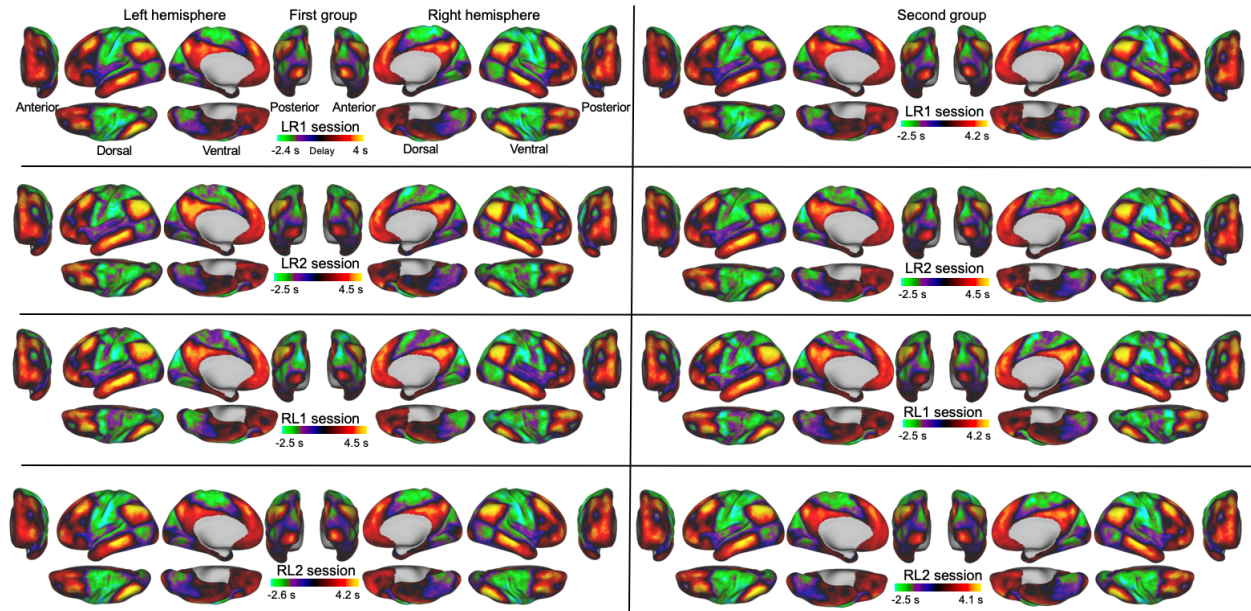 Left hemisphere First group Right hemisphere Second group
Anterior Posterior Anterior Posterior
LR1 session LR1 session
-2.4 s Delay 4 s -2.5 s 4.2 s
Dorsal Ventral Dorsal Ventral
LR2 session LR2 session
-2.5 s 4.5 s -2.5 s 4.5 s
RL1 session RL1 session
-2.5 s 4.5 s -2.5 s 4.2 s
RL2 session RL2 session
-2.6 s 4.2 s -2.5 s 4.1 s